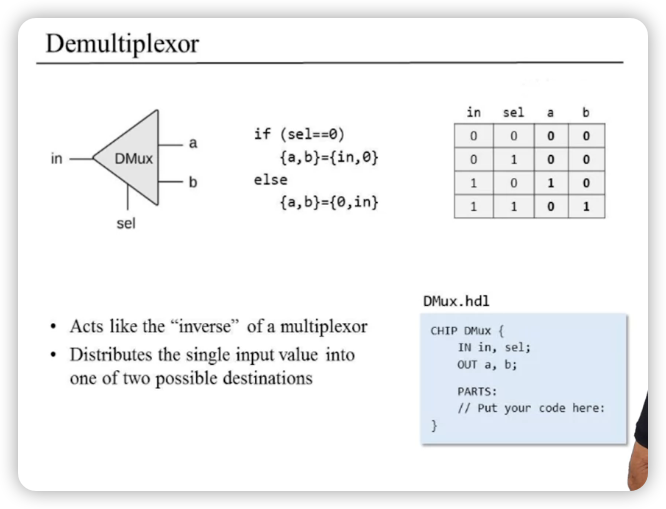 Demultiplexor
in
DMux
a
b
sel
if (sel==0)
{a,b}={in,0}
else
{a,b}={0,in}
in sel a b
0 0 0 0
0 1 0 0
1 0 1 0
1 1 0 1
• Acts like the “inverse” of a multiplexor
• Distributes the single input value into
one of two possible destinations
DMux.hdl
CHIP DMux {
IN in, sel;
OUT a, b;
PARTS:
// Put your code here:
}